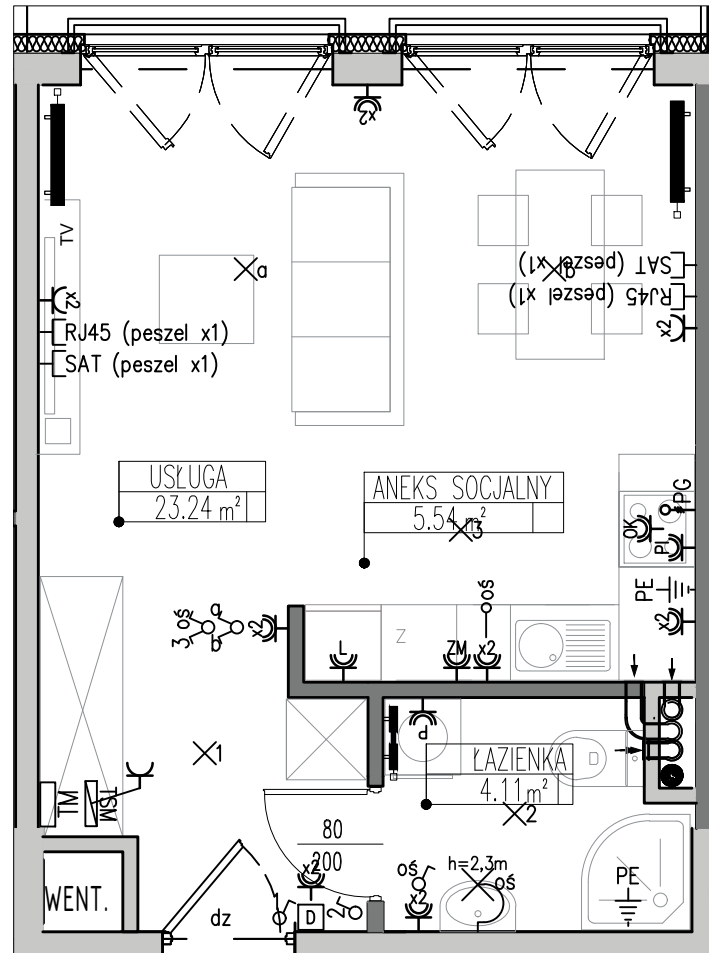 x2
TV
a
b
SAT (peszel x1)
RJ45 (peszel x1)
x2
x2
RJ45 (peszel x1)
SAT (peszel x1)
USŁUGA
23.24 m²
ANEKS SOCJALNY
5.54 m²
3
PG
OK
PI
PE
x2
oś
a
3 oś
b
x2
L
Z
ZM
x2
P
1
ŁAZIENKA
4.11 m²
2
TM
TSM
80
200
h=2,3m
x2
oś
oś
x2
PE
WENT.
dz
D
2